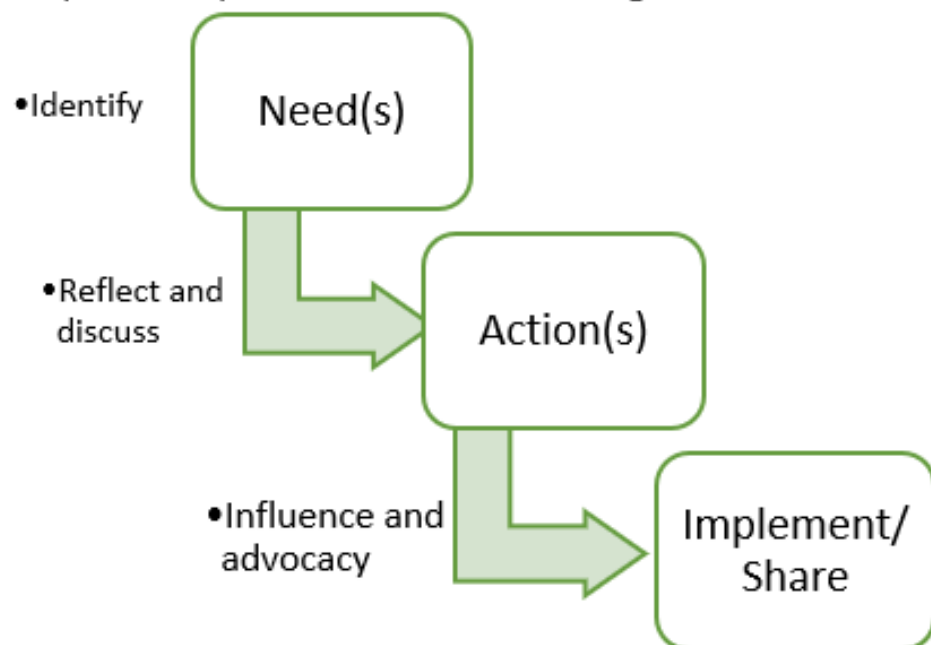 •Identify
Need(s)
•Reflect and
discuss
Action(s)
•Influence and
advocacy
Implement/
Share